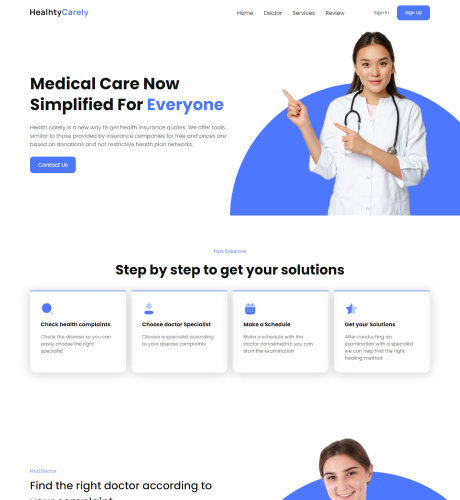 HealhtyCarely
Home Doctor Services Review Sign In Sign Up
Medical Care Now
Simplified For Everyone
Health carely is a new way to get health insurance quotes. We offer tools
similar to those provided by insurance companies for free and prices are
based on donations and not restrictive health plan networks.
Contact Us
Fast Solutions
Step by step to get your solutions
Check health complaints
Check the disease so you can
easily choose the right
specialist
Choose doctor Specialist
Choose a specialist according
to your disease complaints
Make a Schedule
Make a schedule with the
doctor concerned so you can
start the examination
Get your Solutions
After conducting an
examination with a specialist
we can help find the right
healing method
Find Doctor
Find the right doctor according to
your complaint